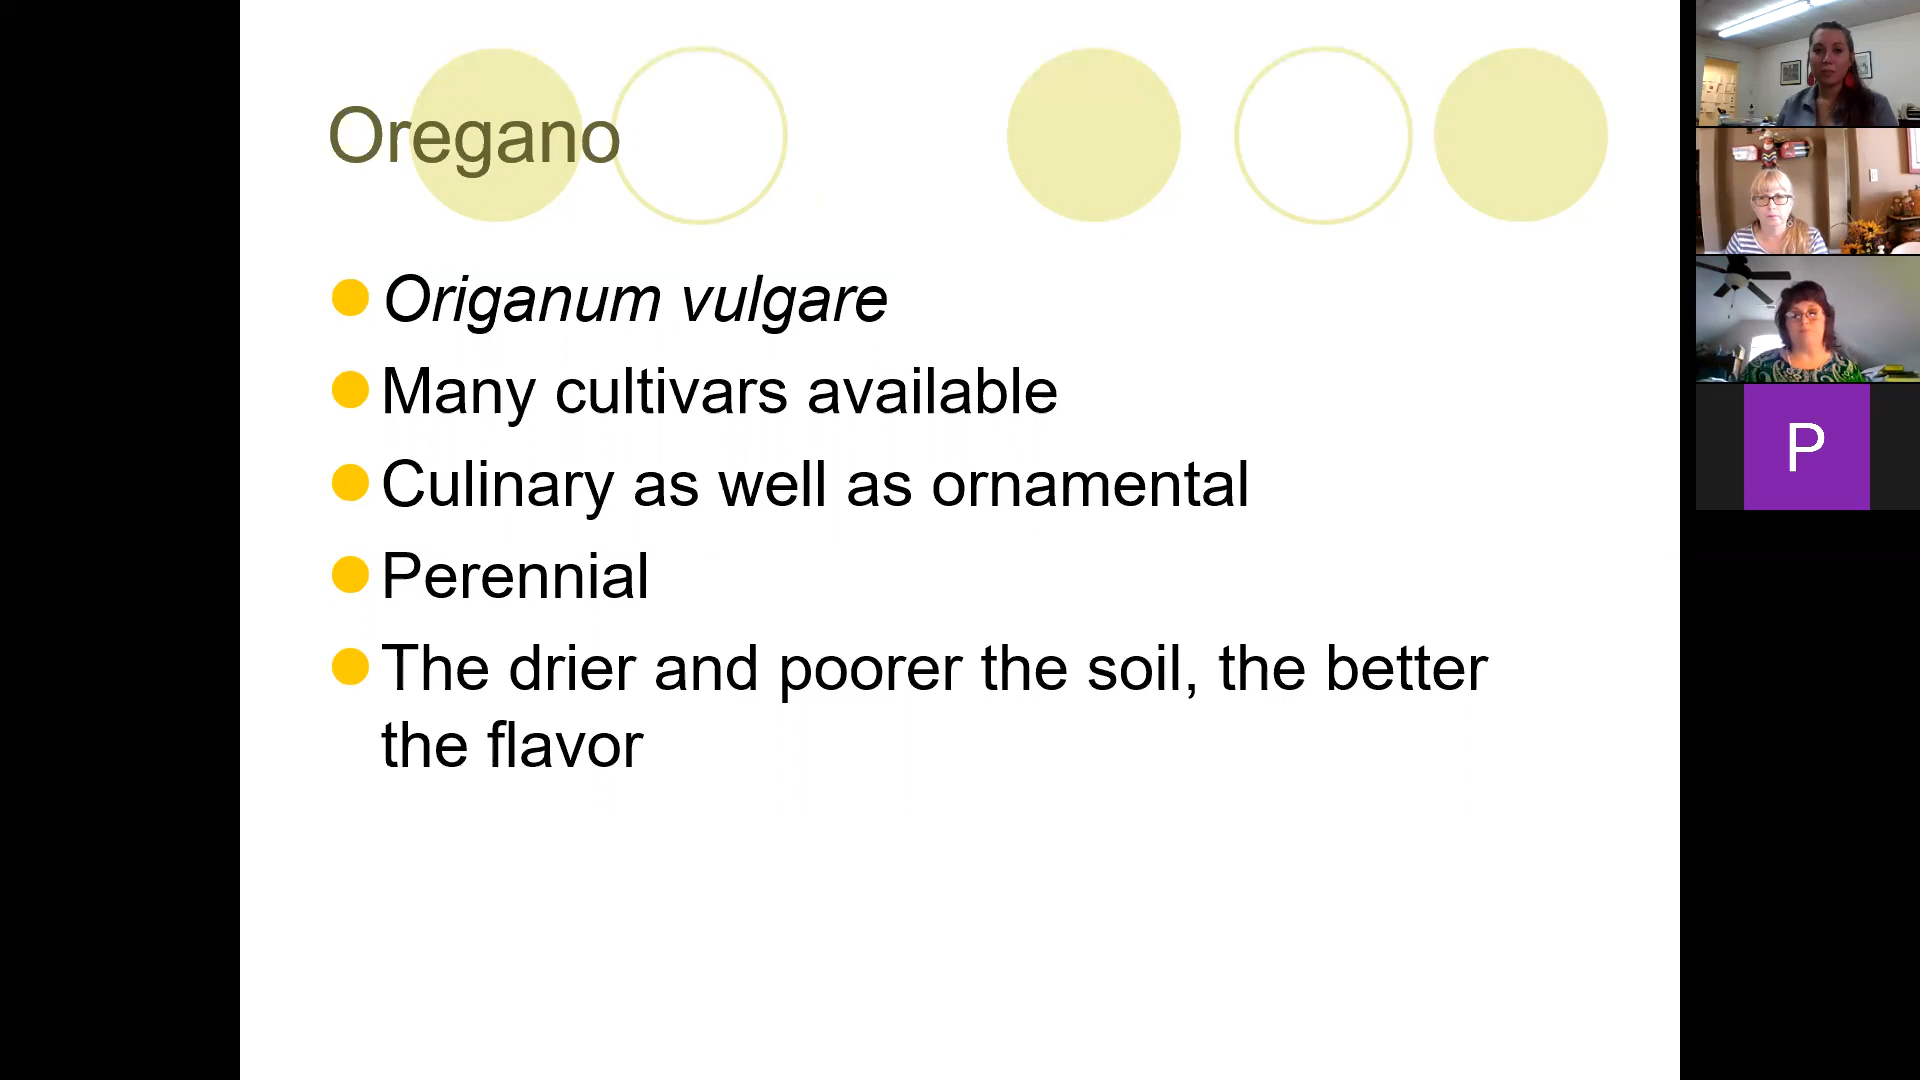 Oregano
Origanum vulgare
Many cultivars available
Culinary as well as ornamental
Perennial
The drier and poorer the soil, the better
the flavor
P